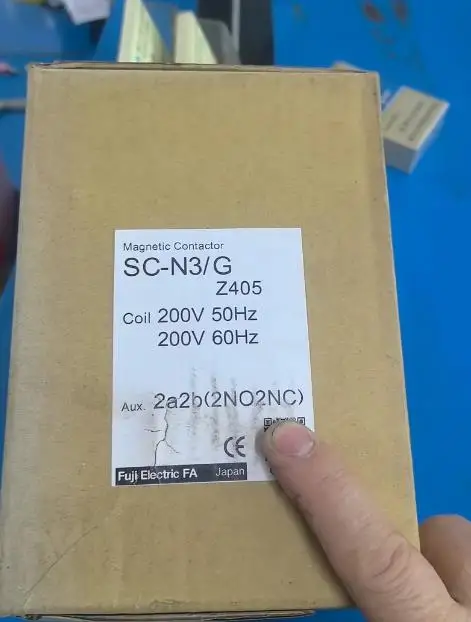 Magnetic Contactor
SC-N3/G
Z405
Coil 200V 50Hz
200V 60Hz
Aux. 2a2b(2NO2NC)
CE
Fuji Electric FA Japan